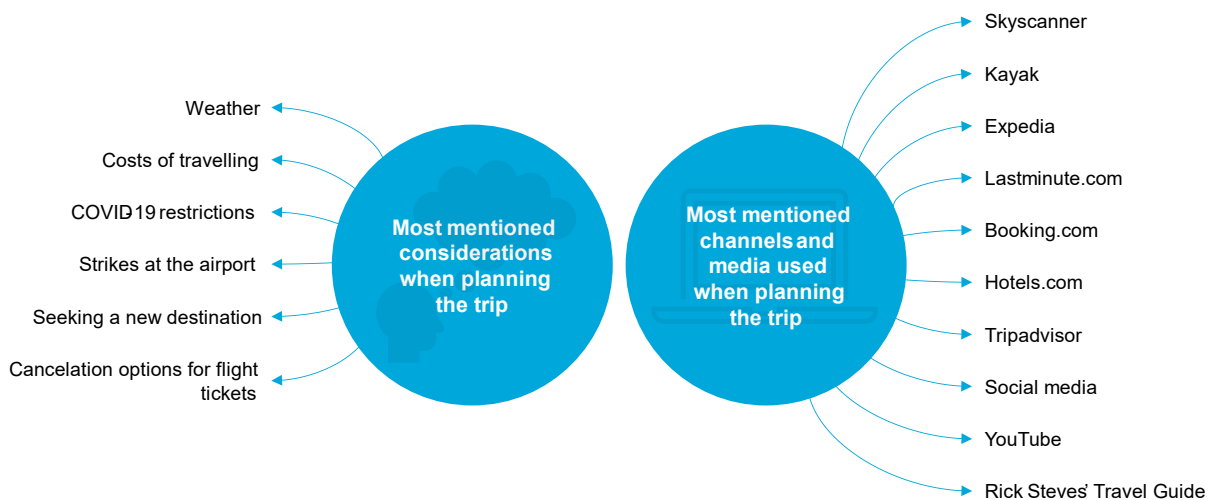 Weather
Costs of travelling
COVID-19 restrictions
Strikes at the airport
Seeking a new destination
Cancelation options for flight
tickets
Most mentioned
considerations
when planning
the trip
Most mentioned
channels and
media used
when planning
the trip
Skyscanner
Kayak
Expedia
Lastminute.com
Booking.com
Hotels.com
Tripadvisor
Social media
YouTube
Rick Steves' Travel Guide